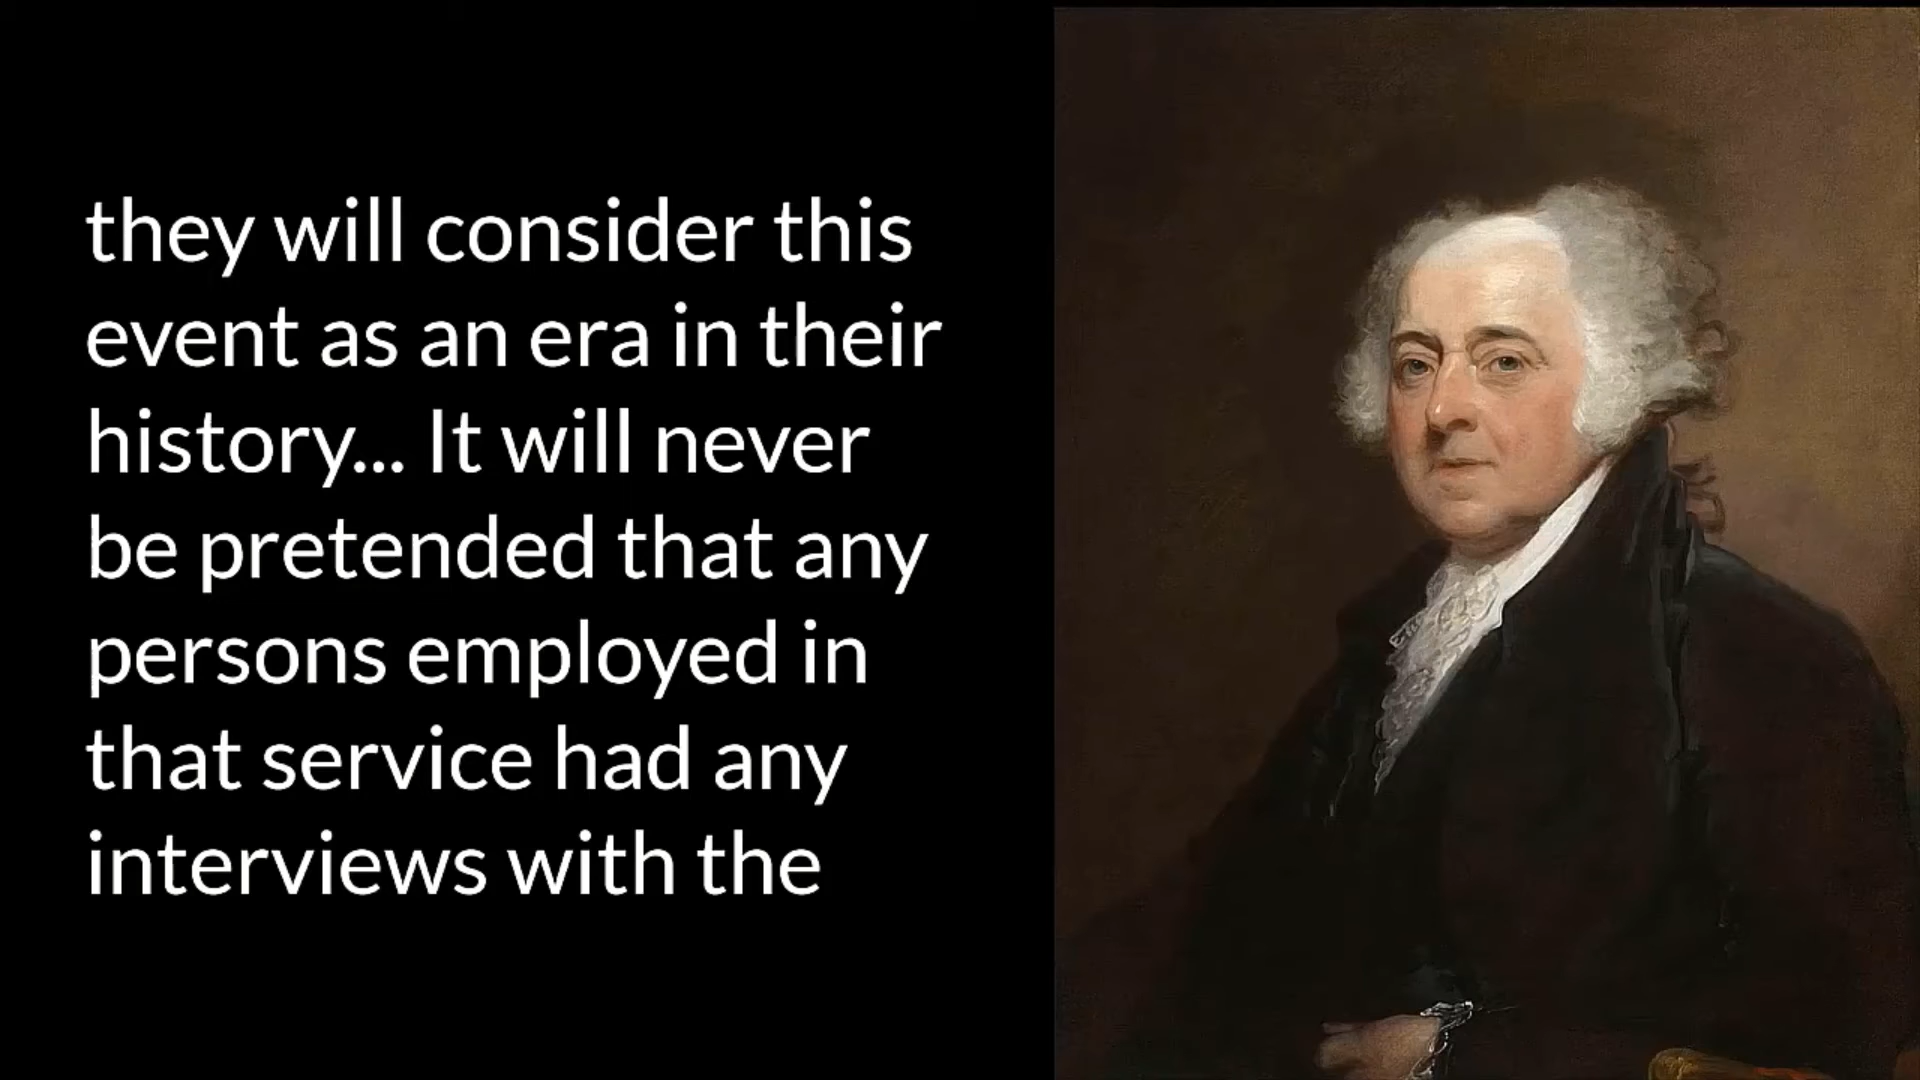 they will consider this
event as an era in their
history... It will never
be pretended that any
persons employed in
that service had any
interviews with the